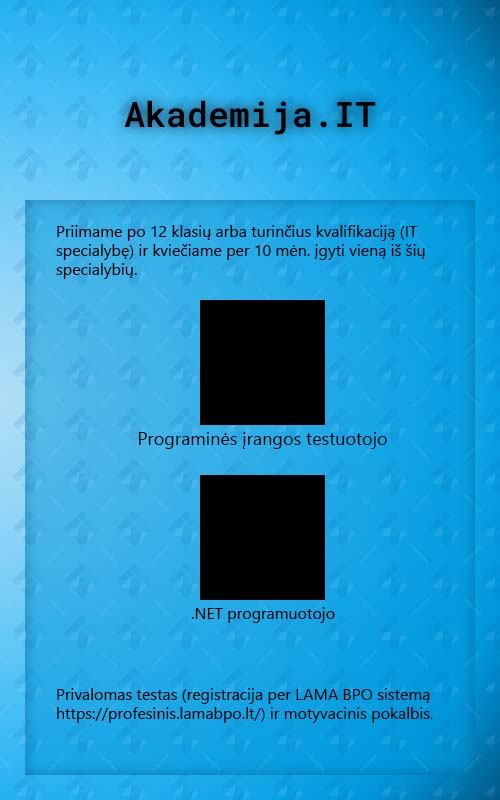 Akademija.IT
Priimame po 12 klasių arba turinčius kvalifikaciją (IT
specialybę) ir kviečiame per 10 mėn. įgyti vieną iš šių
specialybių.
Programinės įrangos testuotojo
.NET programuotojo
Privalomas testas (registracija per LAMA BPO sistemą
https://profesinis.lamabpo.lt/) ir motyvacinis pokalbis.